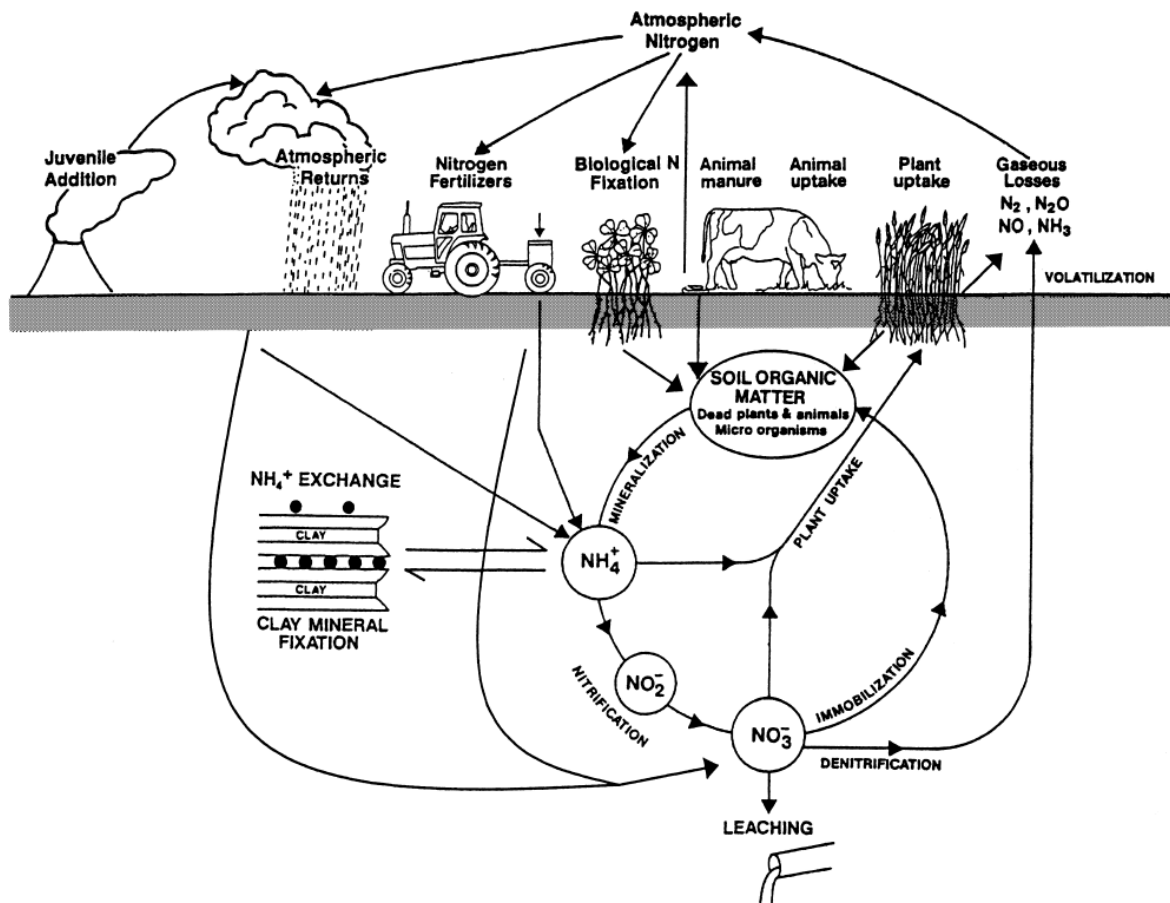 Atmospheric
Nitrogen
Juvenile
Addition
Atmospheric
Returns
Nitrogen
Fertilizers
Biological N
Fixation
Animal
manure
Animal
uptake
Plant
uptake
Gaseous
Losses
N₂ , N₂O
NO , NH₃
VOLATILIZATION
SOIL ORGANIC
MATTER
Dead plants & animals
Micro organisms
MINERALIZATION
PLANT UPTAKE
NH₄⁺ EXCHANGE
CLAY
CLAY
CLAY MINERAL
FIXATION
NH₄⁺
NO₂⁻
NITRIFICATION
NO₃⁻
IMMOBILIZATION
DENITRIFICATION
LEACHING